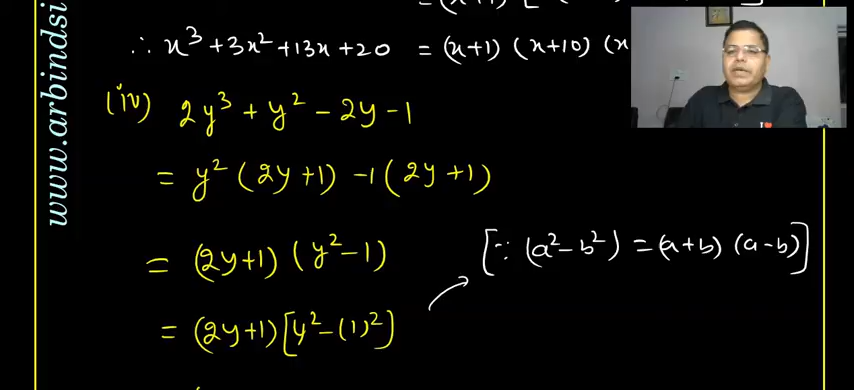 = (x+1) [
∴ x³ + 3x² + 13x + 20 = (x+1) (x+10) (x
(iv) 2y³ + y² - 2y - 1
= y² (2y+1) - 1 (2y+1)
= (2y+1) (y² - 1)
[∵ (a² - b²) = (a+b) (a-b)]
= (2y+1) [y² - (1)²]
www.arbindsi
I